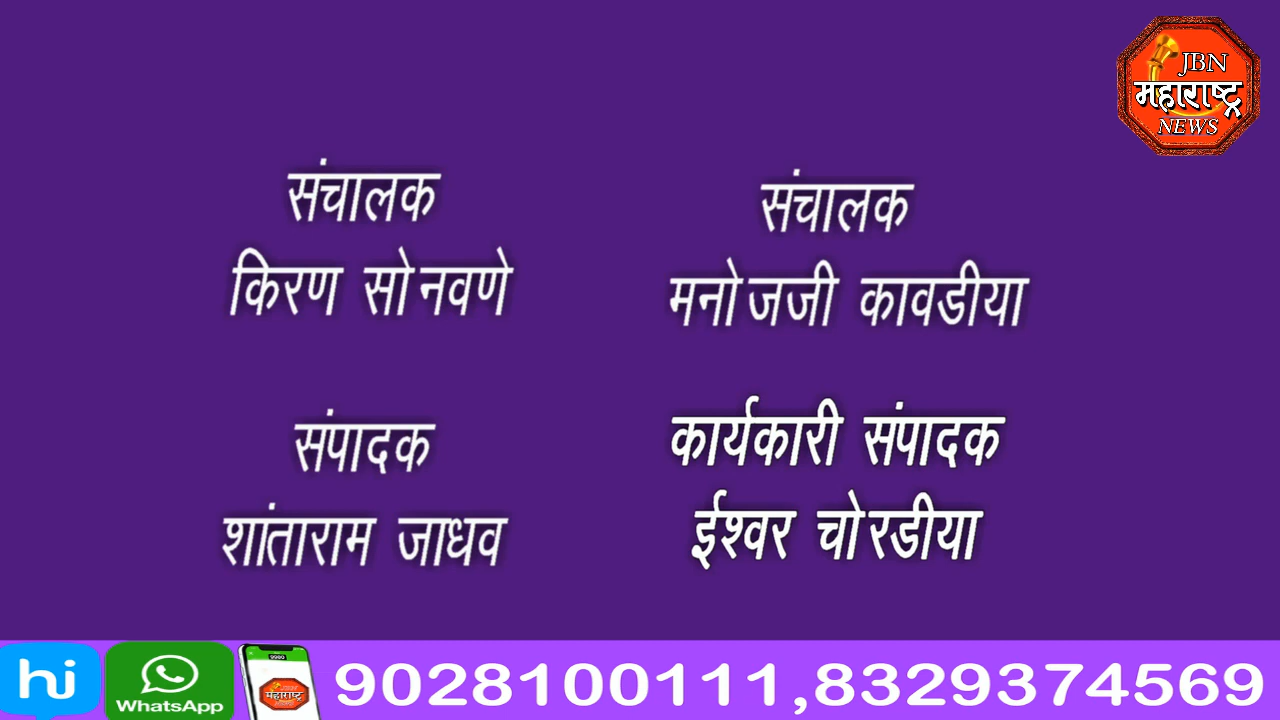 JBN
महाराष्ट्र
NEWS
संचालक
किरण सोनवणे
संचालक
मनोजजी कावडीया
संपादक
शांताराम जाधव
कार्यकारी संपादक
ईश्वर चोरडीया
hi
WhatsApp
महाराष्ट्र
9028100111,8329374569